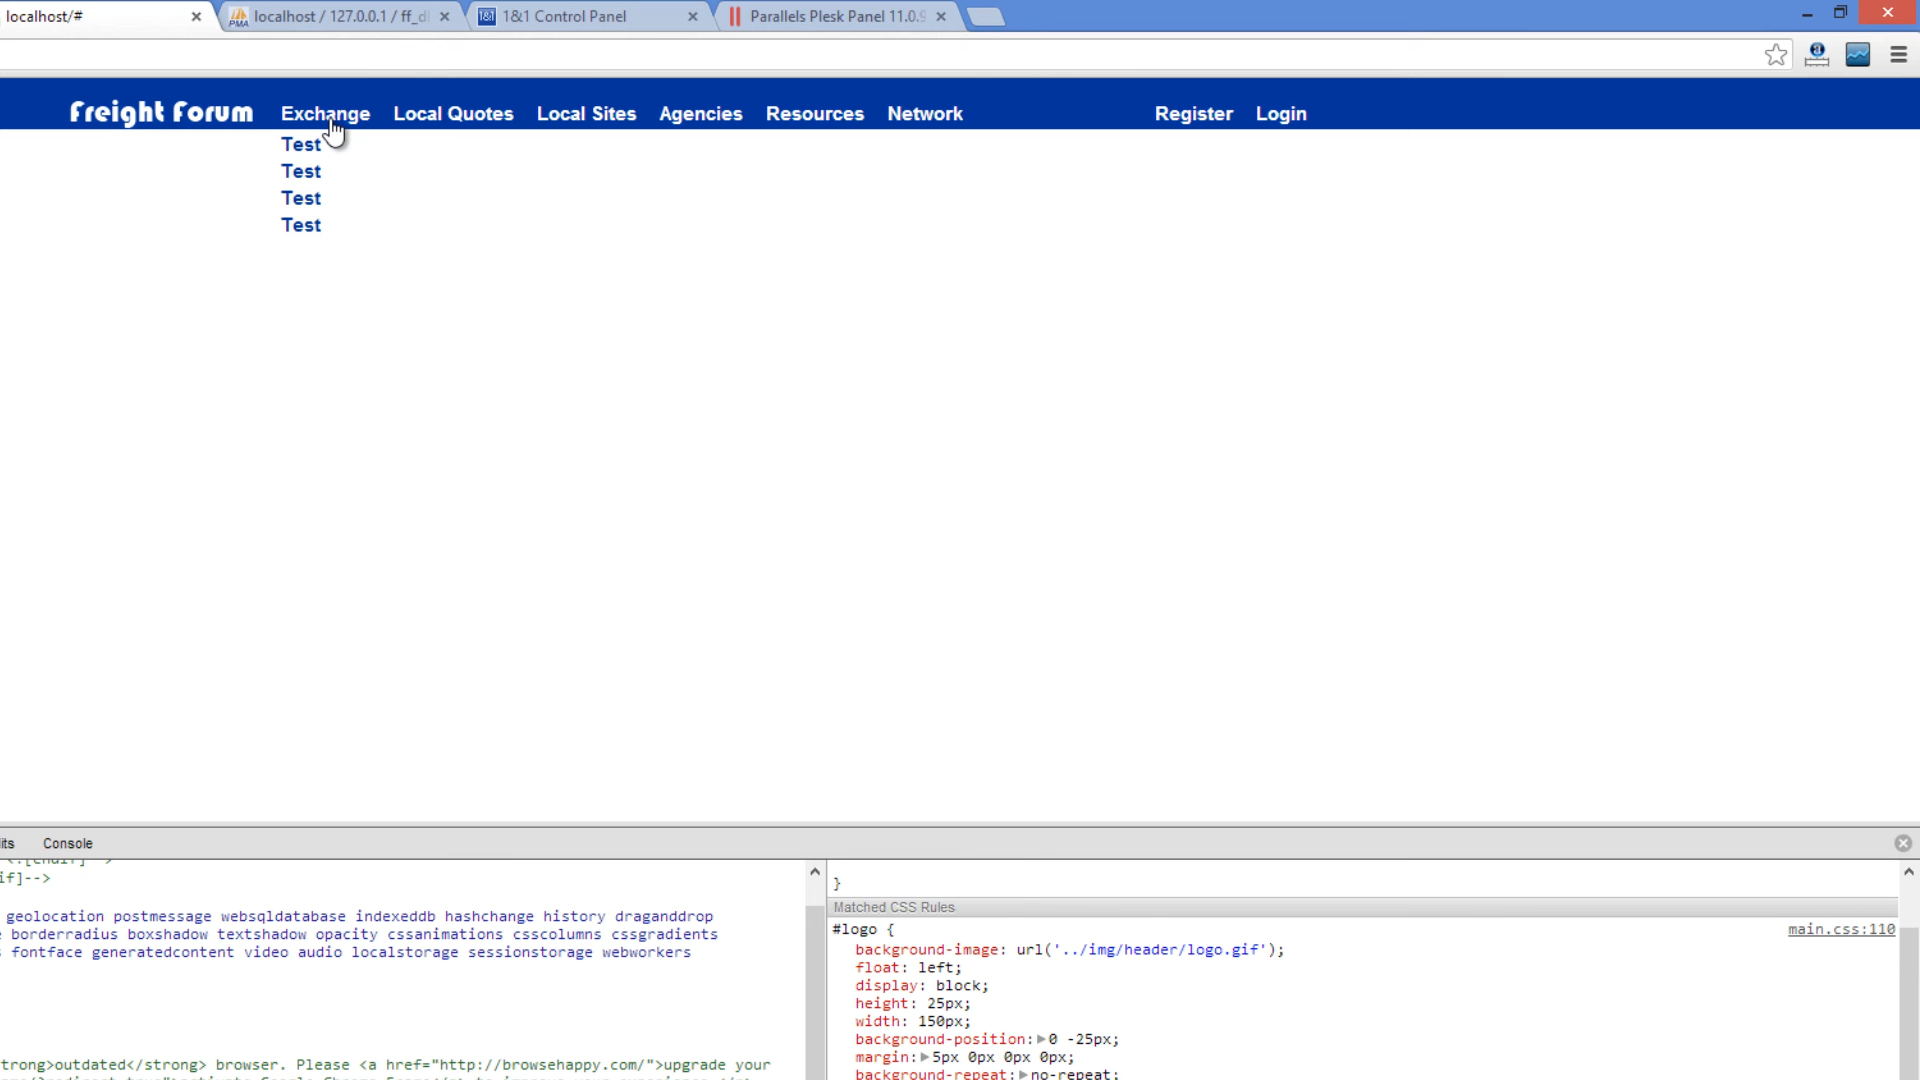 localhost/#
localhost / 127.0.0.1 / ff_d
1&1 Control Panel
Parallels Plesk Panel 11.0.9
Freight Forum
Exchange Local Quotes Local Sites Agencies Resources Network Register Login
Test
Test
Test
Test
its Console
if]-->
geolocation postmessage websqldatabase indexeddb hashchange history draganddrop
borderradius boxshadow textshadow opacity cssanimations csscolumns cssgradients
fontface generatedcontent video audio localstorage sessionstorage webworkers
trong>outdated</strong> browser. Please <a href="http://browsehappy.com/">upgrade your
}
Matched CSS Rules
#logo { main.css:110
background-image: url('../img/header/logo.gif');
float: left;
display: block;
height: 25px;
width: 150px;
background-position: 0 -25px;
margin: 5px 0px 0px 0px;
background-repeat: no-repeat;